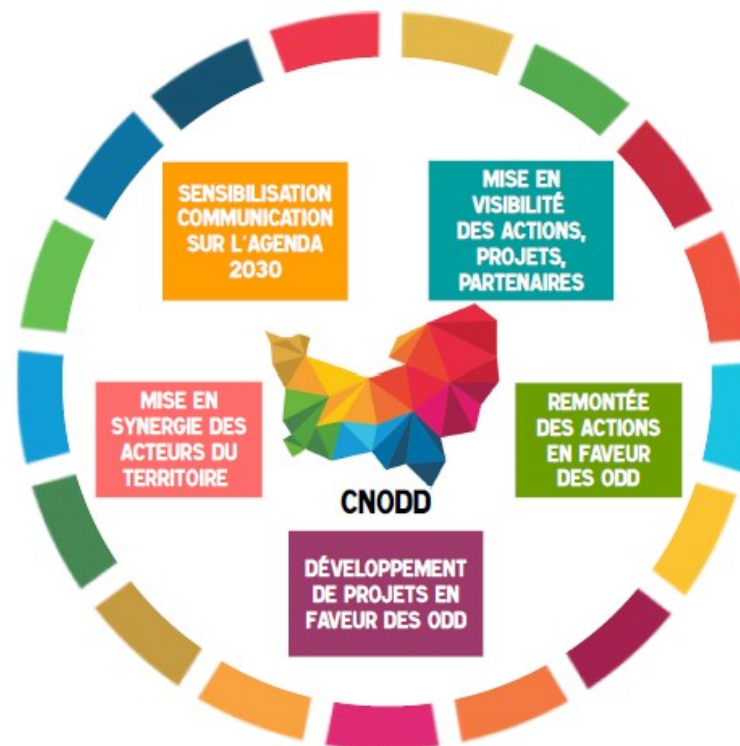 SENSIBILISATION
COMMUNICATION
SUR L'AGENDA
2030
MISE EN
VISIBILITÉ
DES ACTIONS,
PROJETS,
PARTENAIRES
MISE EN
SYNERGIE DES
ACTEURS DU
TERRITOIRE
REMONTÉE
DES ACTIONS
EN FAVEUR
DES ODD
CNODD
DÉVELOPPEMENT
DE PROJETS EN
FAVEUR DES ODD